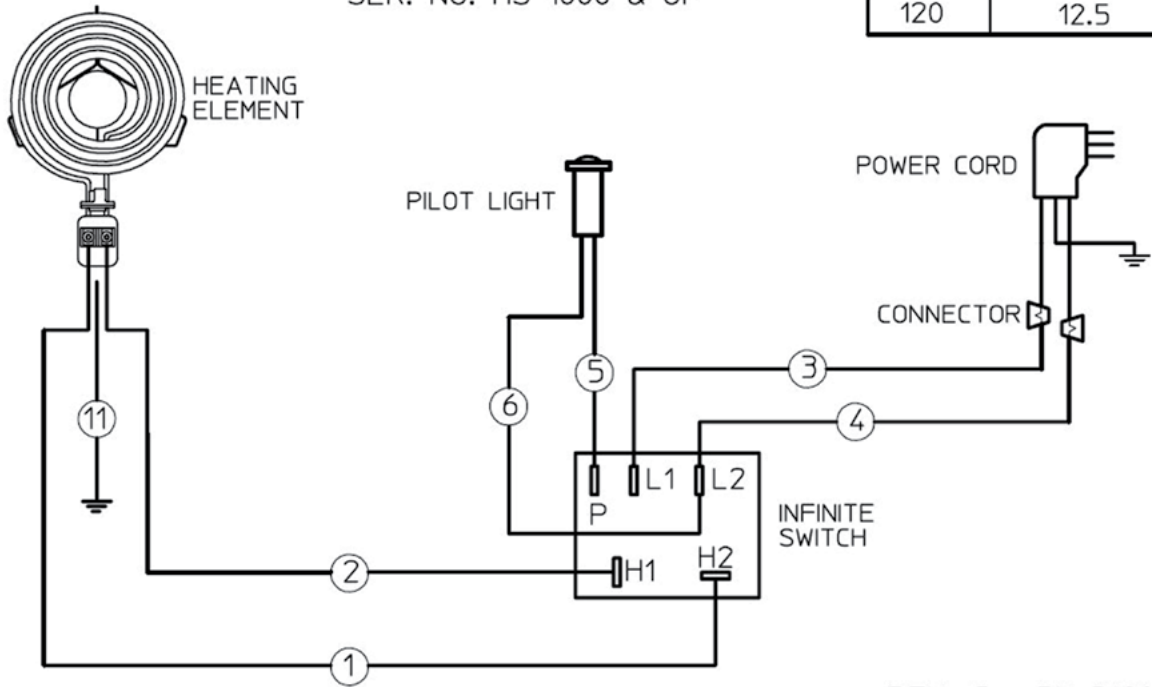 120 12.5
HEATING
ELEMENT
PILOT LIGHT
POWER CORD
CONNECTOR
3
5
6
4
11
L1
L2
P
INFINITE
SWITCH
H2
H1
2
1